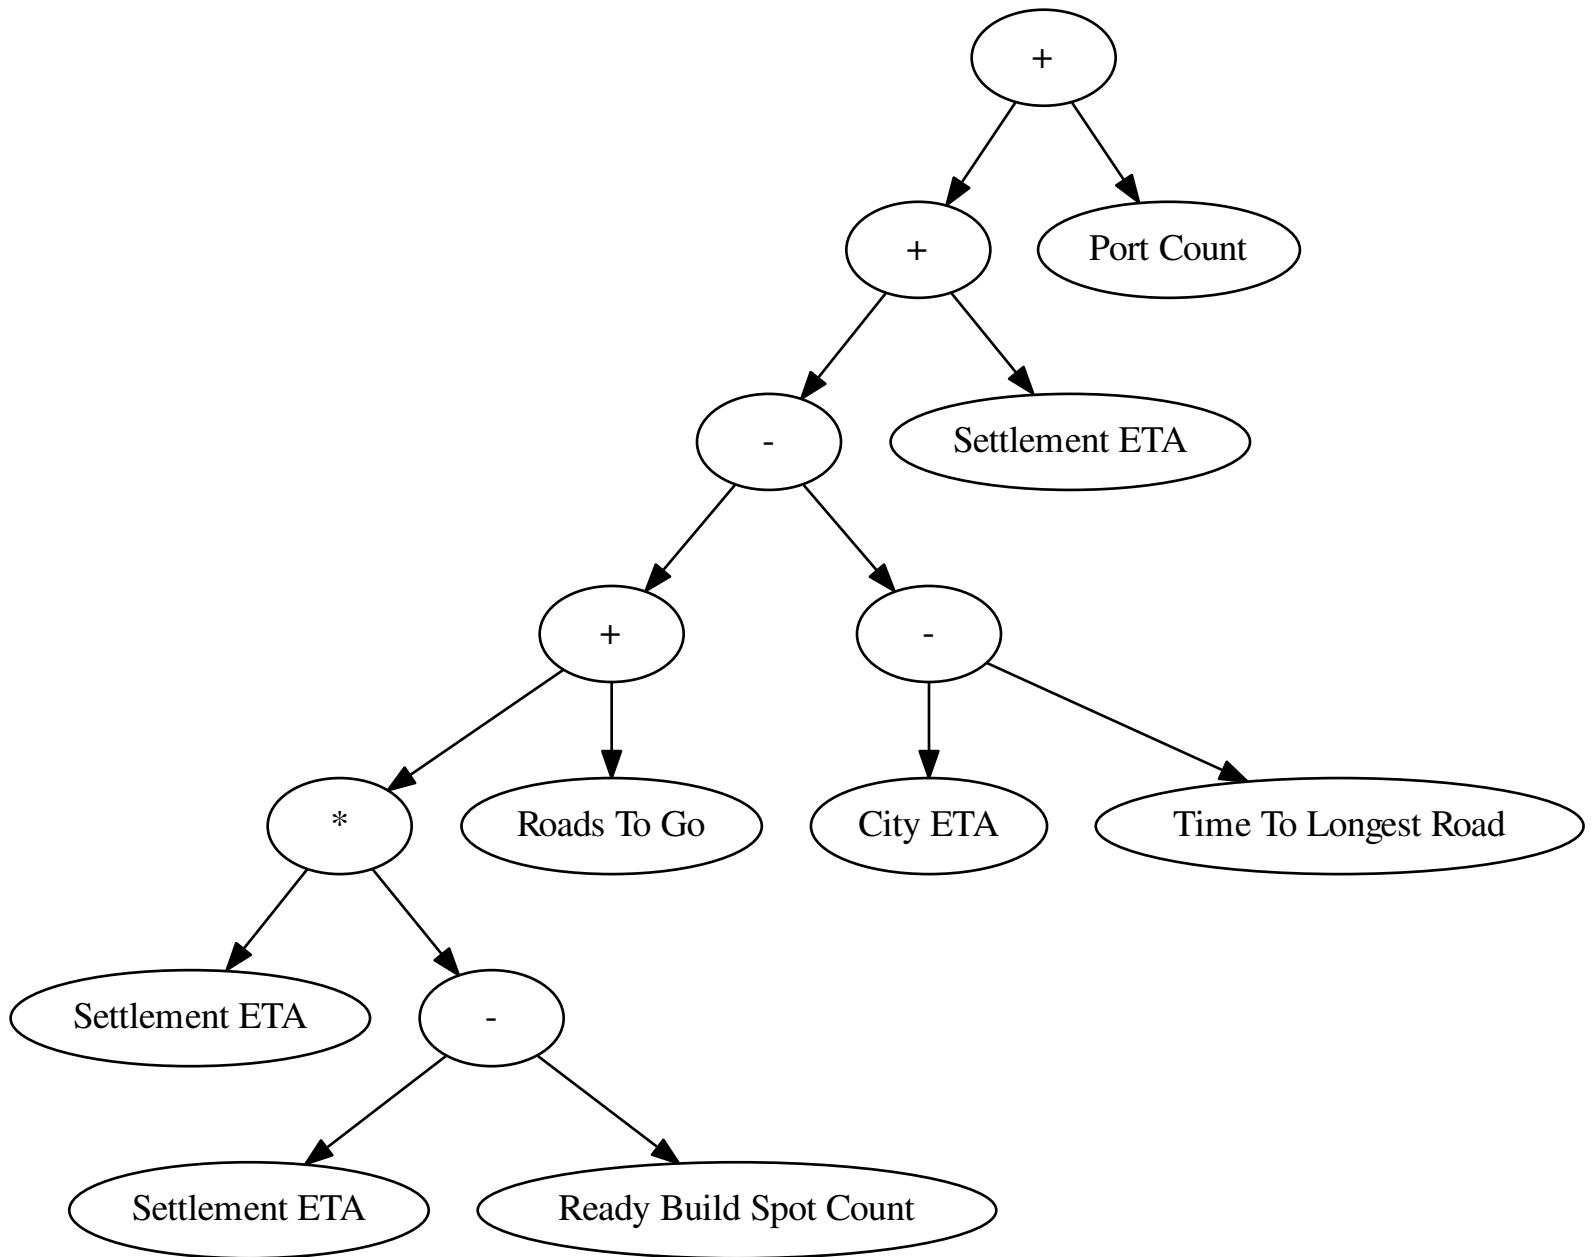 +
+
Port Count
-
Settlement ETA
+
-
*
Roads To Go
City ETA
Time To Longest Road
Settlement ETA
-
Settlement ETA
Ready Build Spot Count